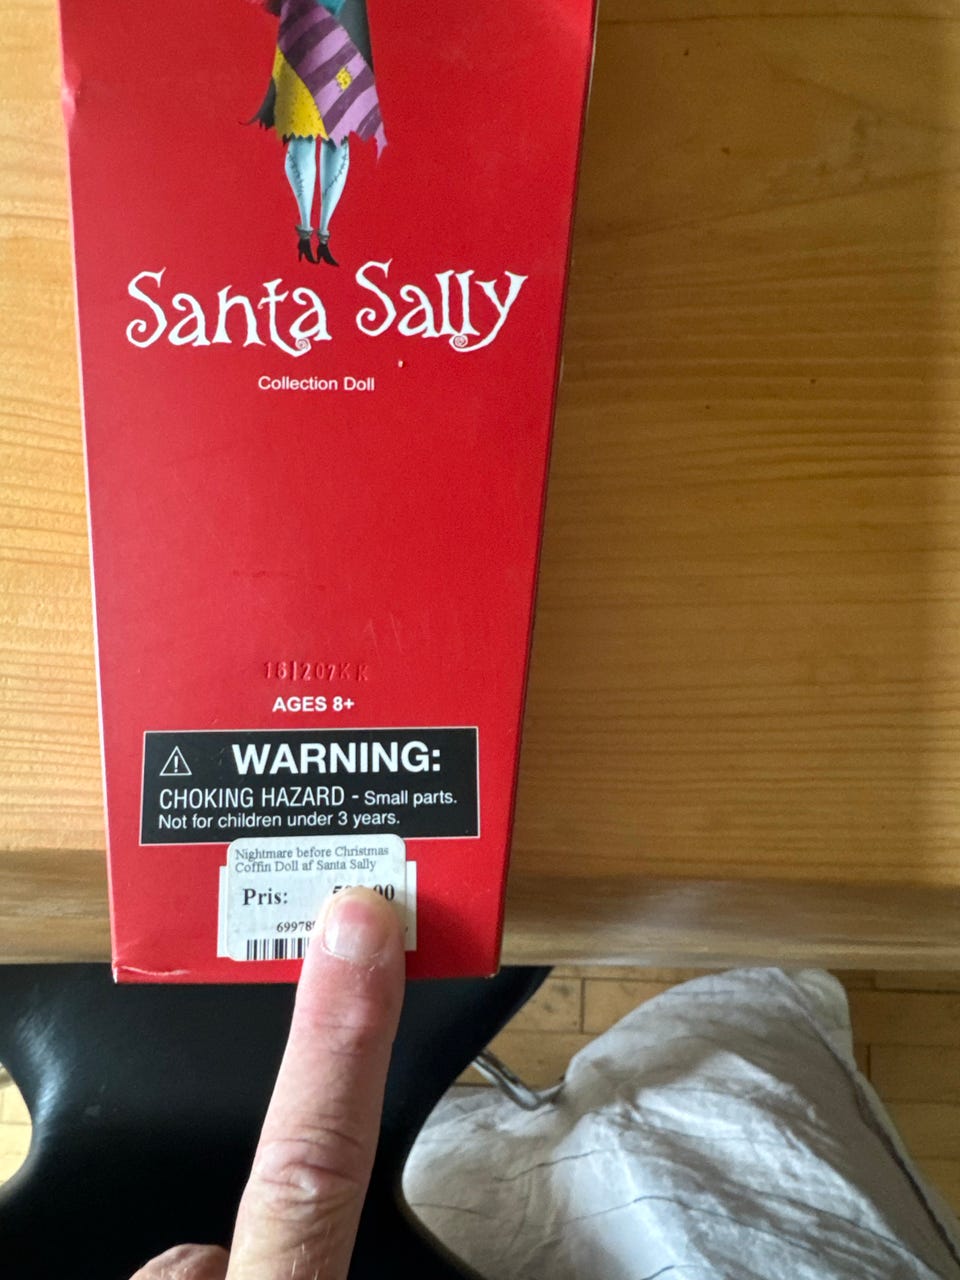 Santa Sally
Collection Doll
16|207KK
AGES 8+
WARNING:
CHOKING HAZARD - Small parts.
Not for children under 3 years.
Nightmare before Christmas
Coffin Doll af Santa Sally
Pris: